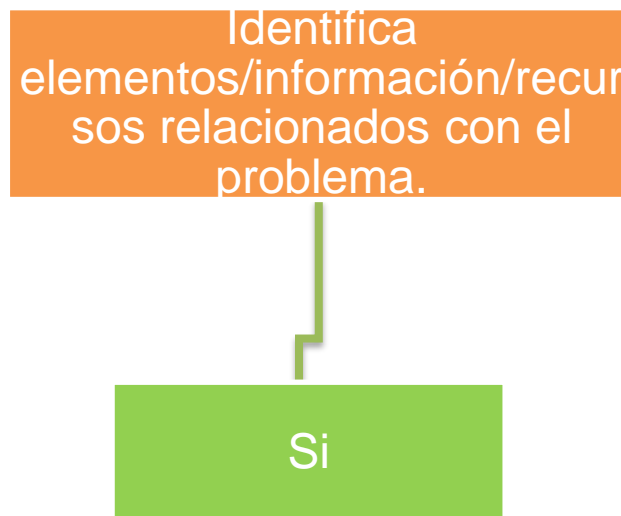 Identifica
elementos/información/recur
sos relacionados con el
problema.
Si